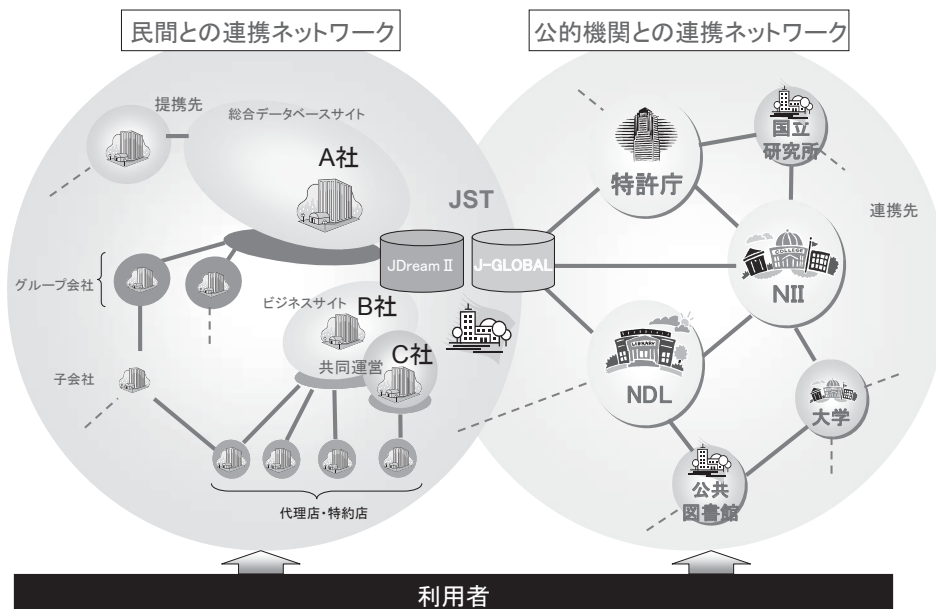 民間との連携ネットワーク
公的機関との連携ネットワーク
提携先
総合データベースサイト
A社
JST
JDream Ⅱ
J-GLOBAL
グループ会社
ビジネスサイト
B社
C社
共同運営
子会社
代理店・特約店
特許庁
国立
研究所
連携先
COLLEGE
NII
LIBRARY
NDL
大学
公共
図書館
利用者